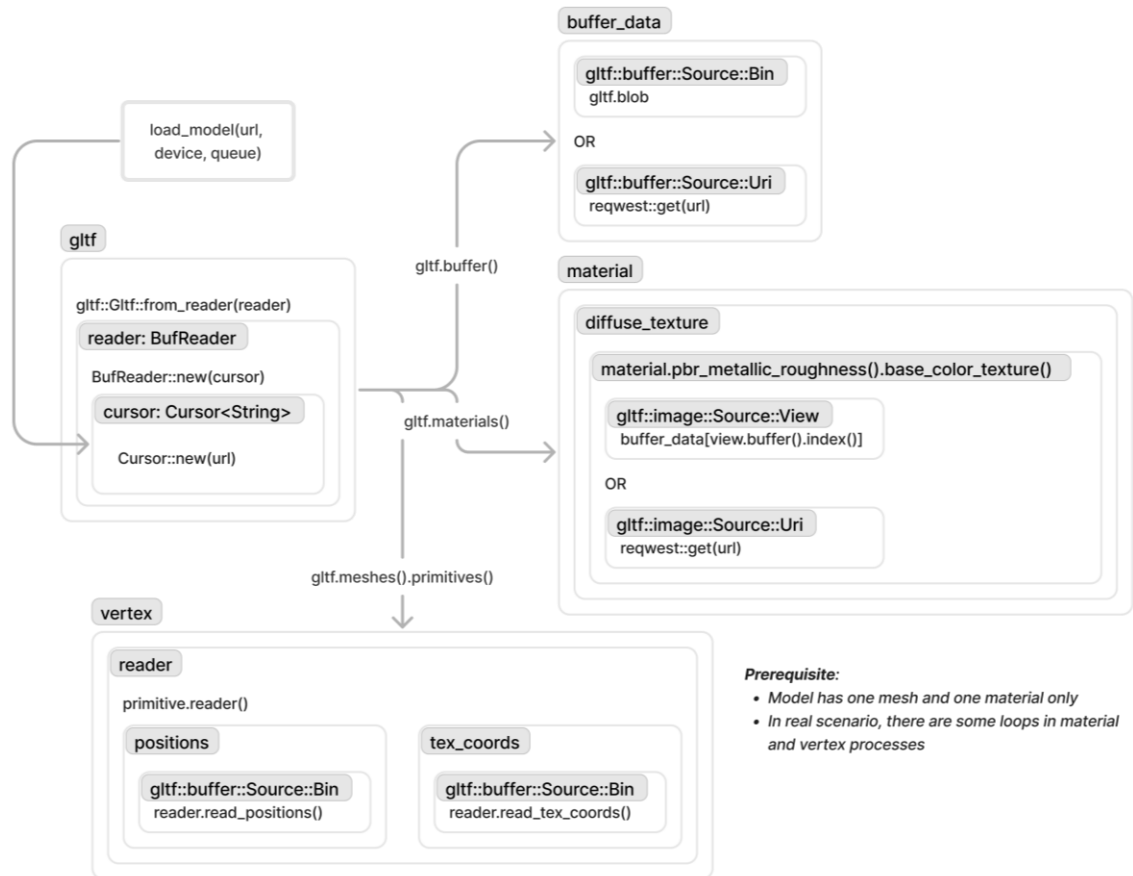 load_model(url,
device, queue)
gltf
gltf::Gltf::from_reader(reader)
reader: BufReader
BufReader::new(cursor)
cursor: Cursor<String>
Cursor::new(url)
gltf.buffer()
gltf.materials()
gltf.meshes().primitives()
buffer_data
gltf::buffer::Source::Bin
gltf.blob
OR
gltf::buffer::Source::Uri
reqwest::get(url)
material
diffuse_texture
material.pbr_metallic_roughness().base_color_texture()
gltf::image::Source::View
buffer_data[view.buffer().index()]
OR
gltf::image::Source::Uri
reqwest::get(url)
vertex
reader
primitive.reader()
positions
gltf::buffer::Source::Bin
reader.read_positions()
tex_coords
gltf::buffer::Source::Bin
reader.read_tex_coords()
Prerequisite:
• Model has one mesh and one material only
• In real scenario, there are some loops in material
and vertex processes